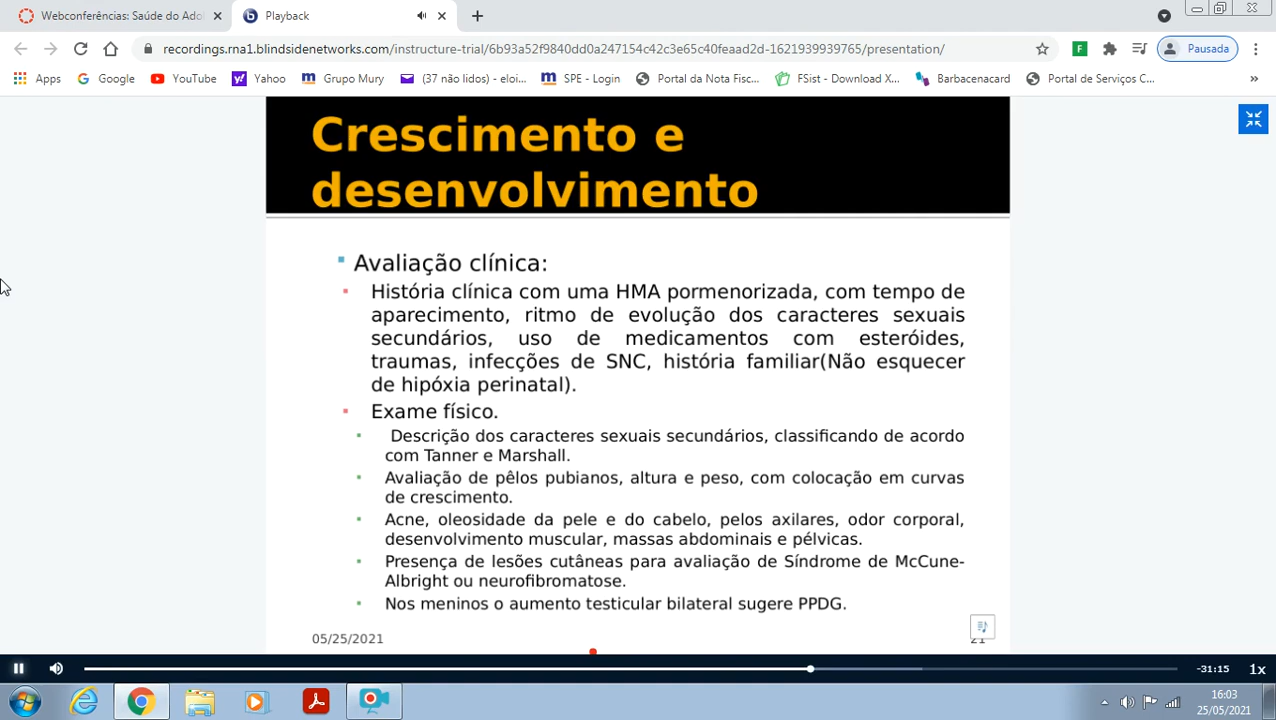 Webconferências: Saúde do Ado
Playback
recordings.rna1.blindsidenetworks.com/instructure-trial/6b93a52f9840dd0a247154c42c3e65c40feaad2d-1621939939765/presentation/
F
Pausada
Apps
Google
YouTube
Yahoo
Grupo Mury
(37 não lidos) - eloi...
SPE - Login
Portal da Nota Fisc...
FSist - Download X...
Barbacenacard
Portal de Serviços C...
»
Crescimento e
desenvolvimento
Avaliação clínica:
História clínica com uma HMA pormenorizada, com tempo de
aparecimento, ritmo de evolução dos caracteres sexuais
secundários, uso de medicamentos com esteróides,
traumas, infecções de SNC, história familiar(Não esquecer
de hipóxia perinatal).
Exame físico.
Descrição dos caracteres sexuais secundários, classificando de acordo
com Tanner e Marshall.
Avaliação de pêlos pubianos, altura e peso, com colocação em curvas
de crescimento.
Acne, oleosidade da pele e do cabelo, pelos axilares, odor corporal,
desenvolvimento muscular, massas abdominais e pélvicas.
Presença de lesões cutâneas para avaliação de Síndrome de McCune-
Albright ou neurofibromatose.
Nos meninos o aumento testicular bilateral sugere PPDG.
05/25/2021
21
-31:15
1x
16:03
25/05/2021